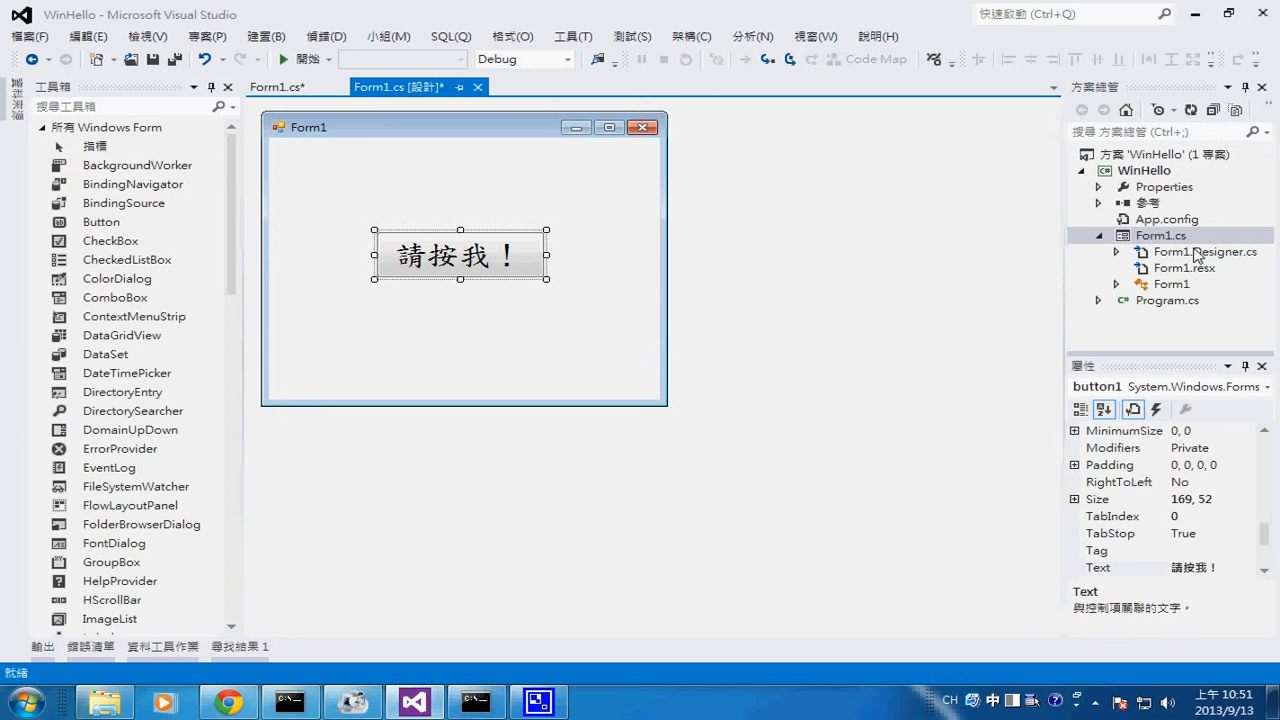 WinHello - Microsoft Visual Studio
快速啟動 (Ctrl+Q)
檔案(F) 編輯(E) 檢視(V) 專案(P) 建置(B) 偵錯(D) 小組(M) SQL(Q) 格式(O) 工具(T) 測試(S) 架構(C) 分析(N) 視窗(W) 說明(H)
開始 Debug Code Map
工具箱
搜尋工具箱
所有 Windows Form
指標
BackgroundWorker
BindingNavigator
BindingSource
Button
CheckBox
CheckedListBox
ColorDialog
ComboBox
ContextMenuStrip
DataGridView
DataSet
DateTimePicker
DirectoryEntry
DirectorySearcher
DomainUpDown
ErrorProvider
EventLog
FileSystemWatcher
FlowLayoutPanel
FolderBrowserDialog
FontDialog
GroupBox
HelpProvider
HScrollBar
ImageList
Form1.cs* Form1.cs [設計]*
Form1
請按我！
方案總管
搜尋 方案總管 (Ctrl+;)
方案 'WinHello' (1 專案)
WinHello
Properties
參考
App.config
Form1.cs
Form1.Designer.cs
Form1.resx
Form1
Program.cs
屬性
button1 System.Windows.Forms
MinimumSize 0, 0
Modifiers Private
Padding 0, 0, 0, 0
RightToLeft No
Size 169, 52
TabIndex 0
TabStop True
Tag
Text 請按我！
Text
與控制項關聯的文字。
輸出 錯誤清單 資料工具作業 尋找結果 1
就緒
CH 中
上午 10:51
2013/9/13